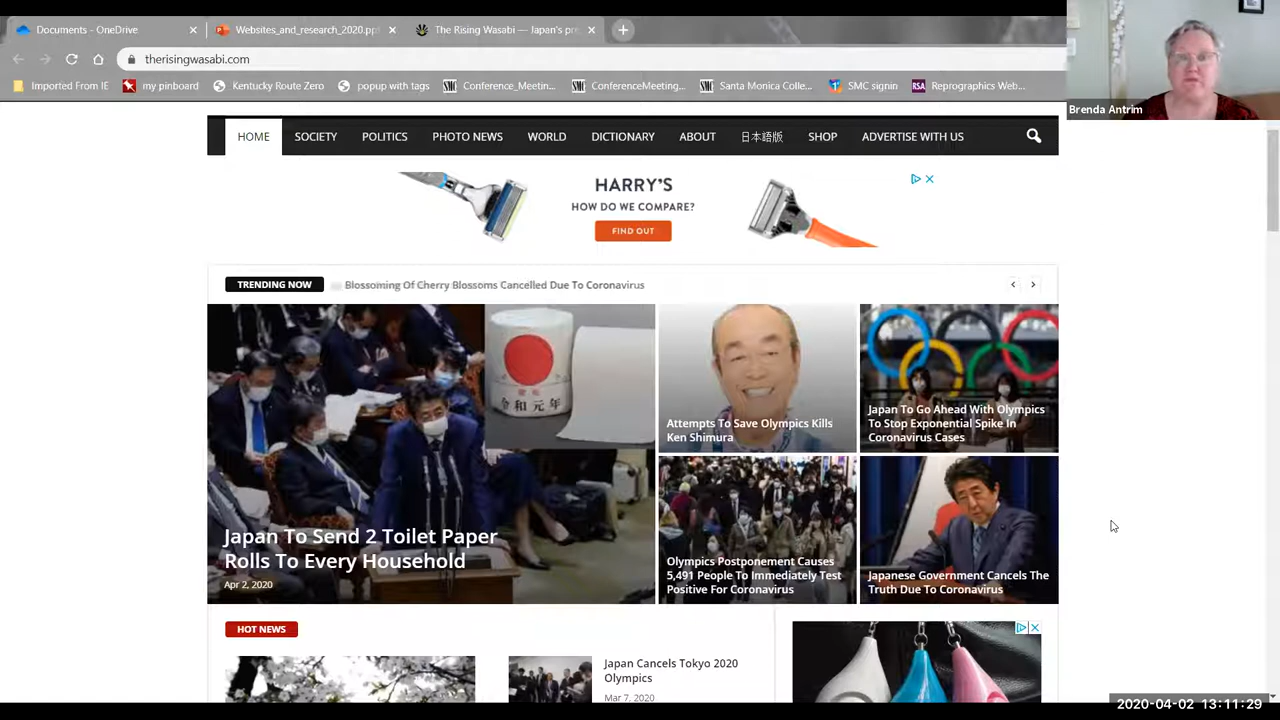 Documents - OneDrive
Websites_and_research_2020.pp
The Rising Wasabi — Japan's pre
therisingwasabi.com
Imported From IE
my pinboard
Kentucky Route Zero
popup with tags
Conference_Meetin...
ConferenceMeeting...
Santa Monica Colle...
SMC signin
Reprographics Web...
Brenda Antrim
HOME
SOCIETY
POLITICS
PHOTO NEWS
WORLD
DICTIONARY
ABOUT
日本語版
SHOP
ADVERTISE WITH US
HARRY'S
HOW DO WE COMPARE?
FIND OUT
TRENDING NOW
Blossoming Of Cherry Blossoms Cancelled Due To Coronavirus
令和元年
Japan To Send 2 Toilet Paper
Rolls To Every Household
Apr 2, 2020
Attempts To Save Olympics Kills
Ken Shimura
Japan To Go Ahead With Olympics
To Stop Exponential Spike In
Coronavirus Cases
Olympics Postponement Causes
5,491 People To Immediately Test
Positive For Coronavirus
Japanese Government Cancels The
Truth Due To Coronavirus
HOT NEWS
Japan Cancels Tokyo 2020
Olympics
Mar 7, 2020
2020-04-02 13:11:29